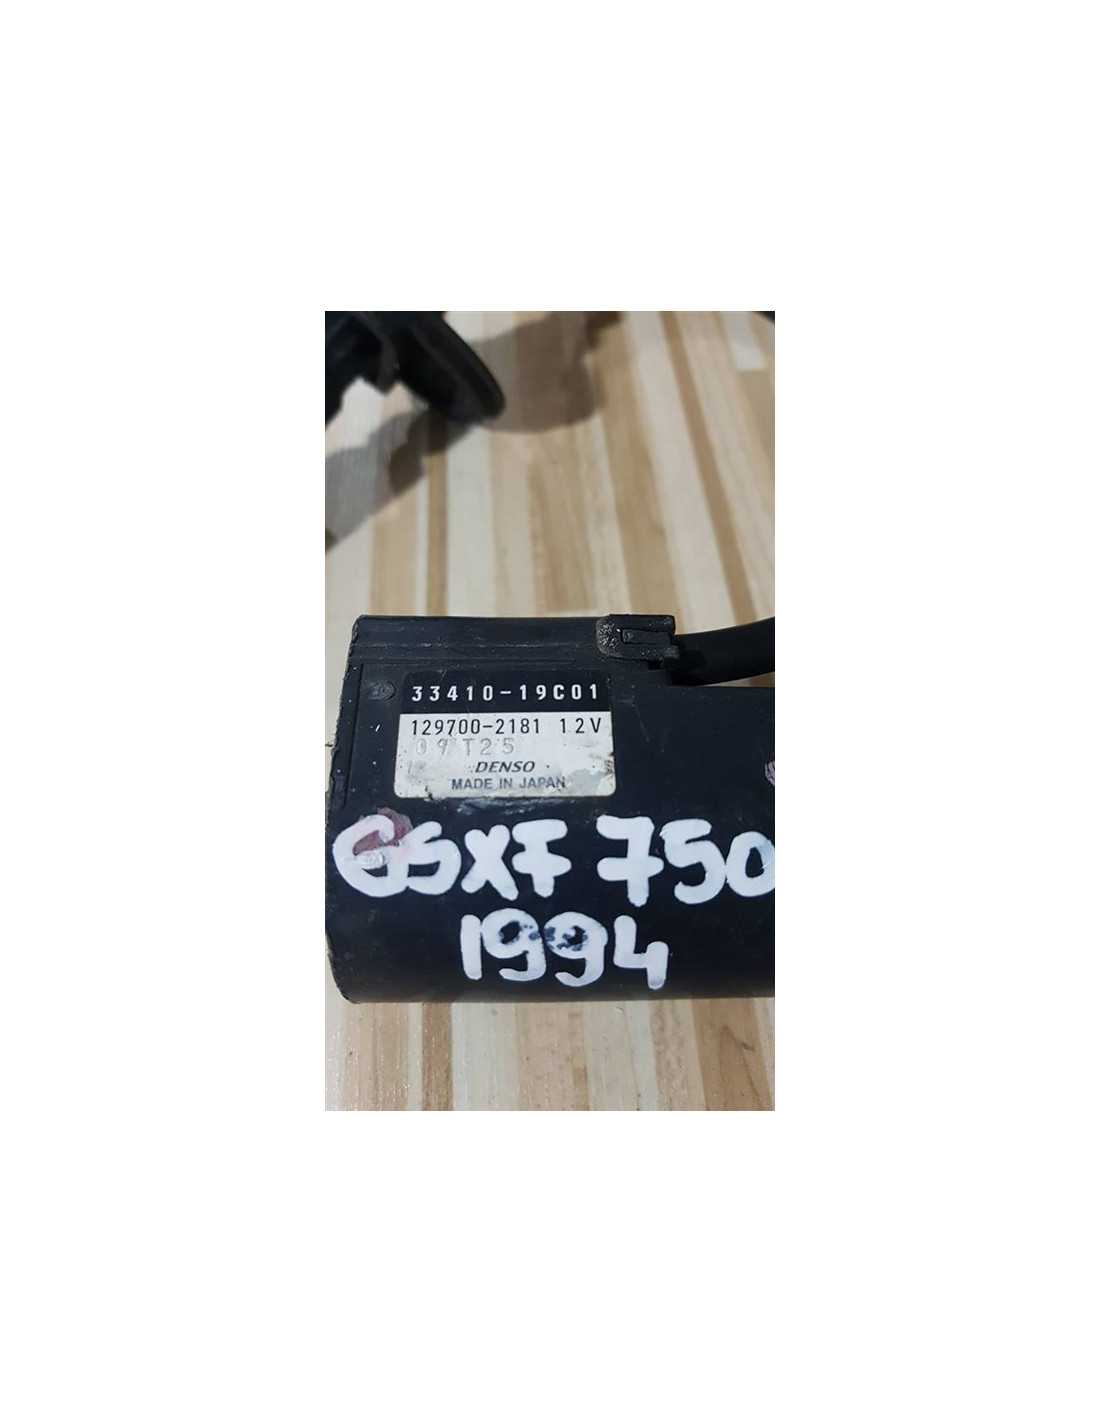 33410-19C01
129700-2181 12V
09T25
DENSO
MADE IN JAPAN
GSXF 750
1994